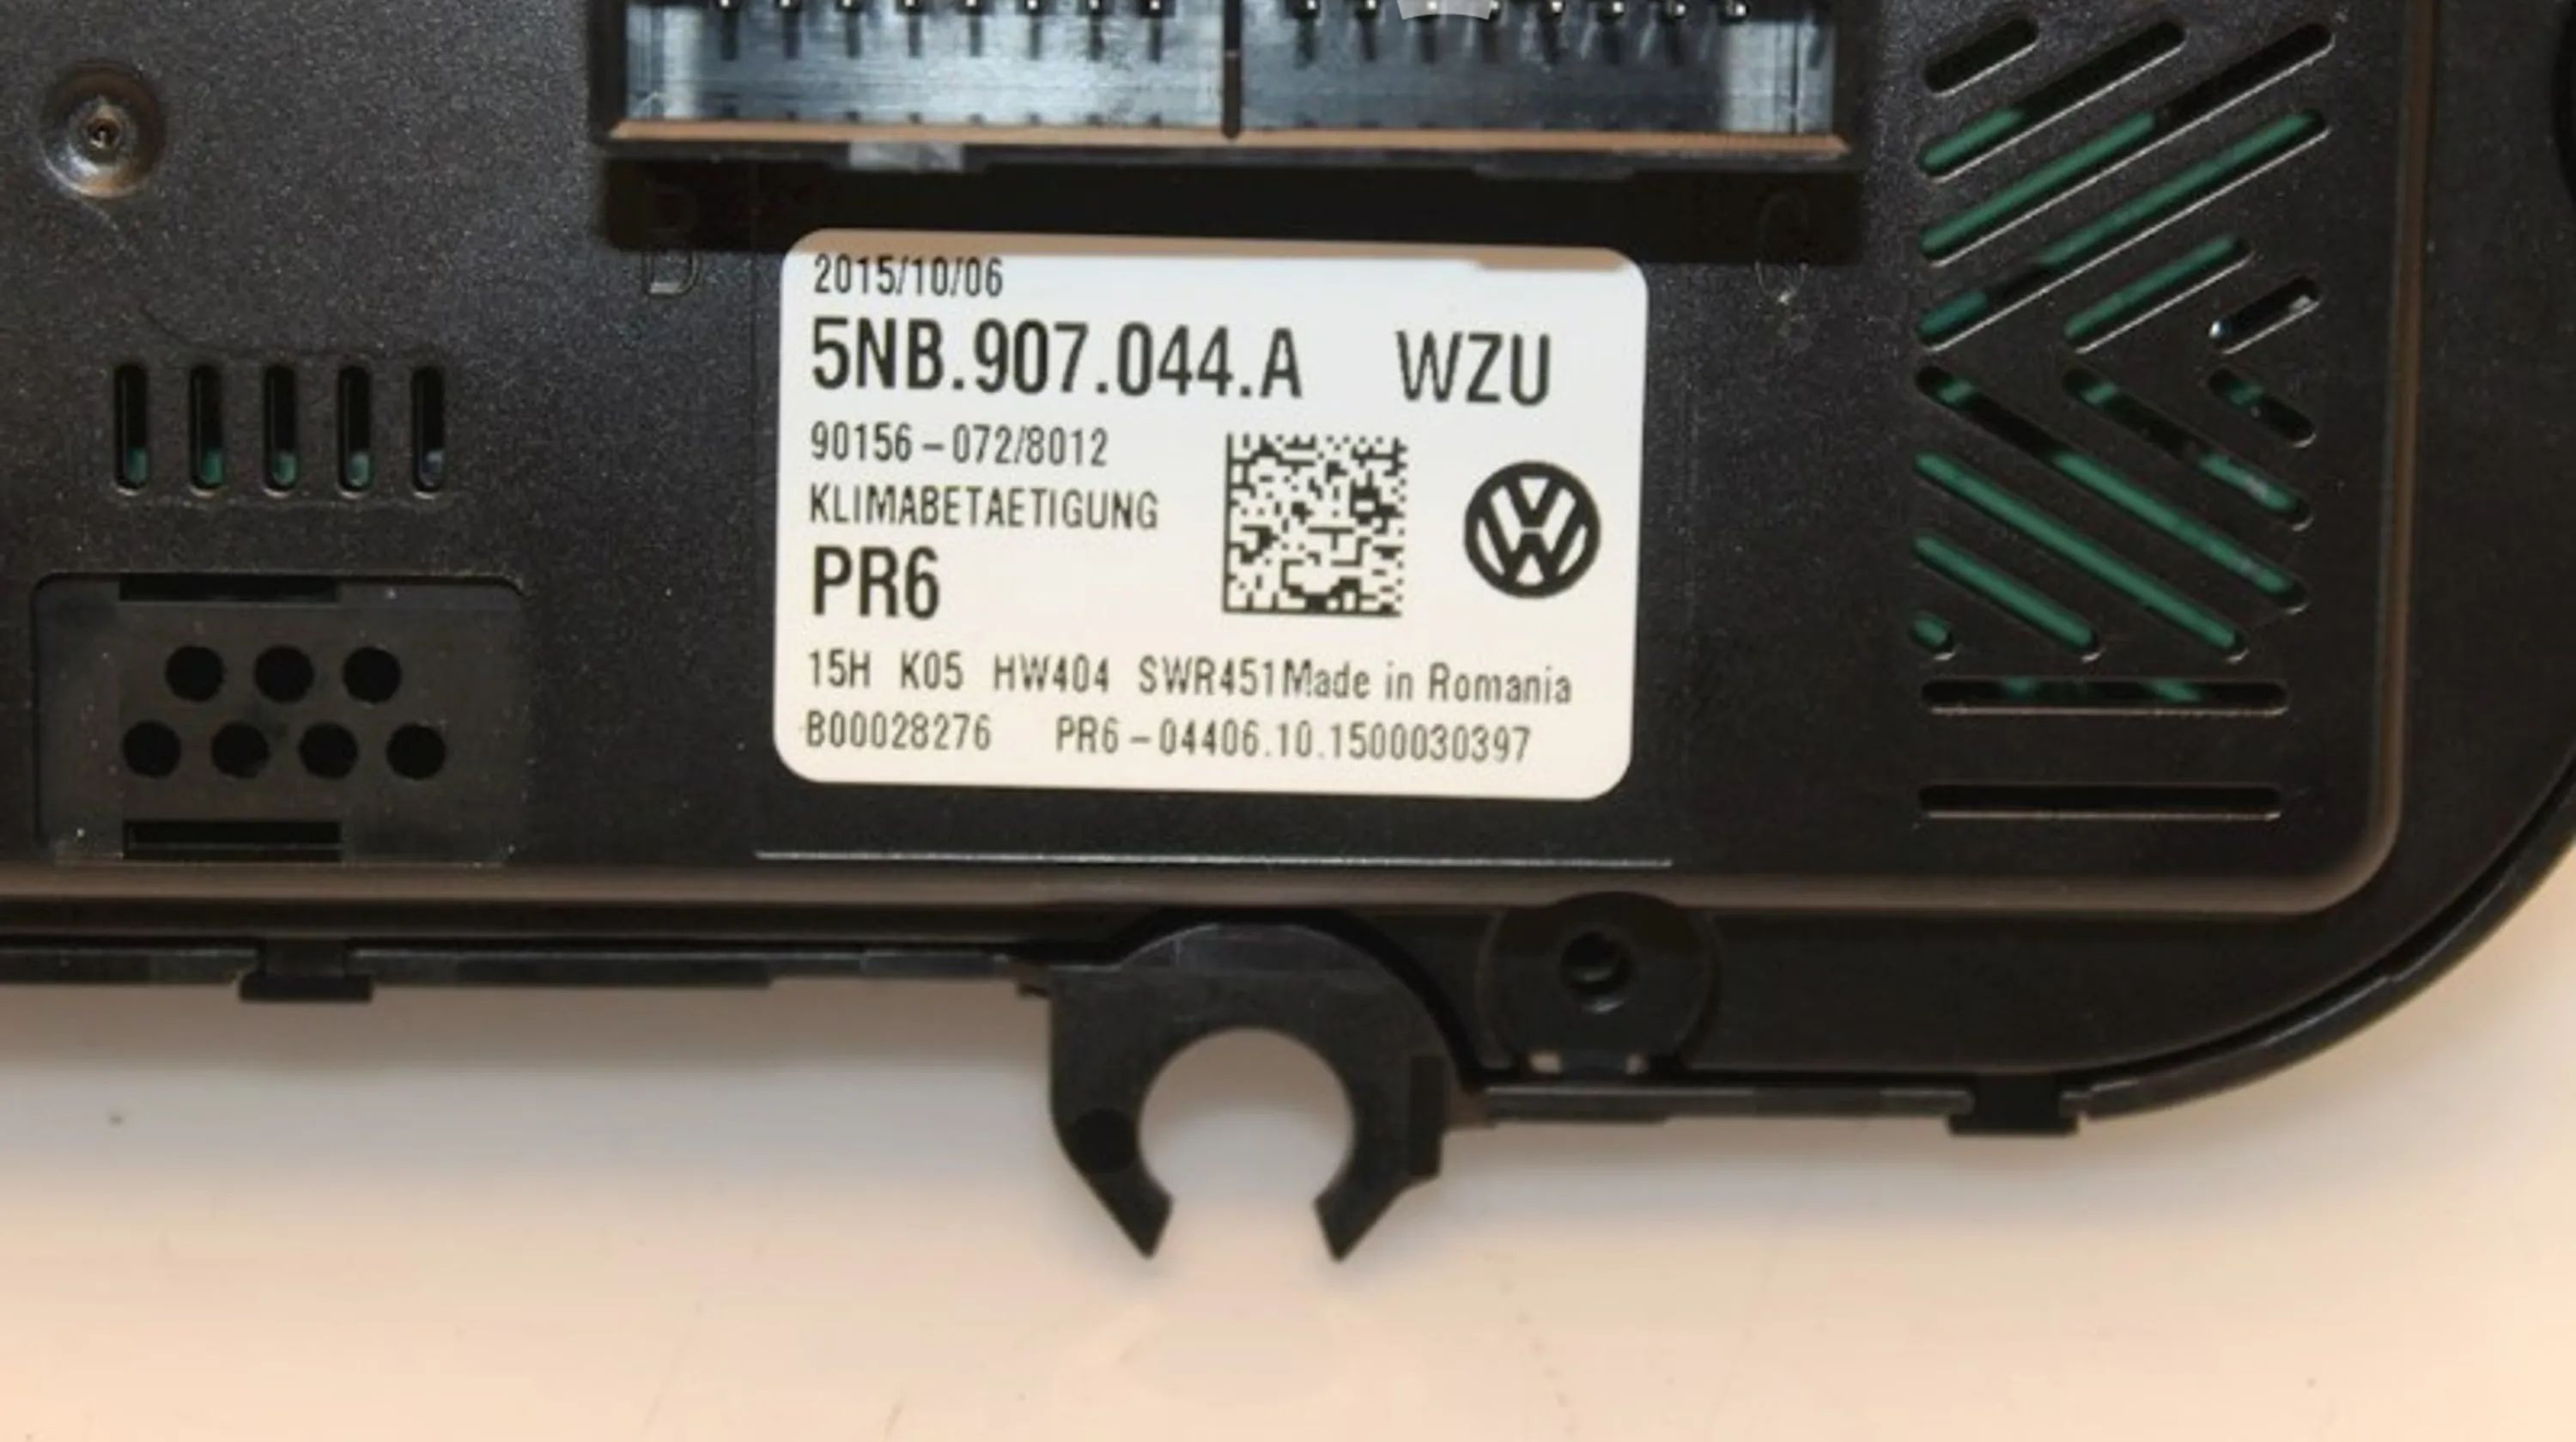 D
2015/10/06
5NB.907.044.A WZU
90156-072/8012
KLIMABETAETIGUNG
PR6
15H K05 HW404 SWR451Made in Romania
B00028276 PR6-04406.10.1500030397